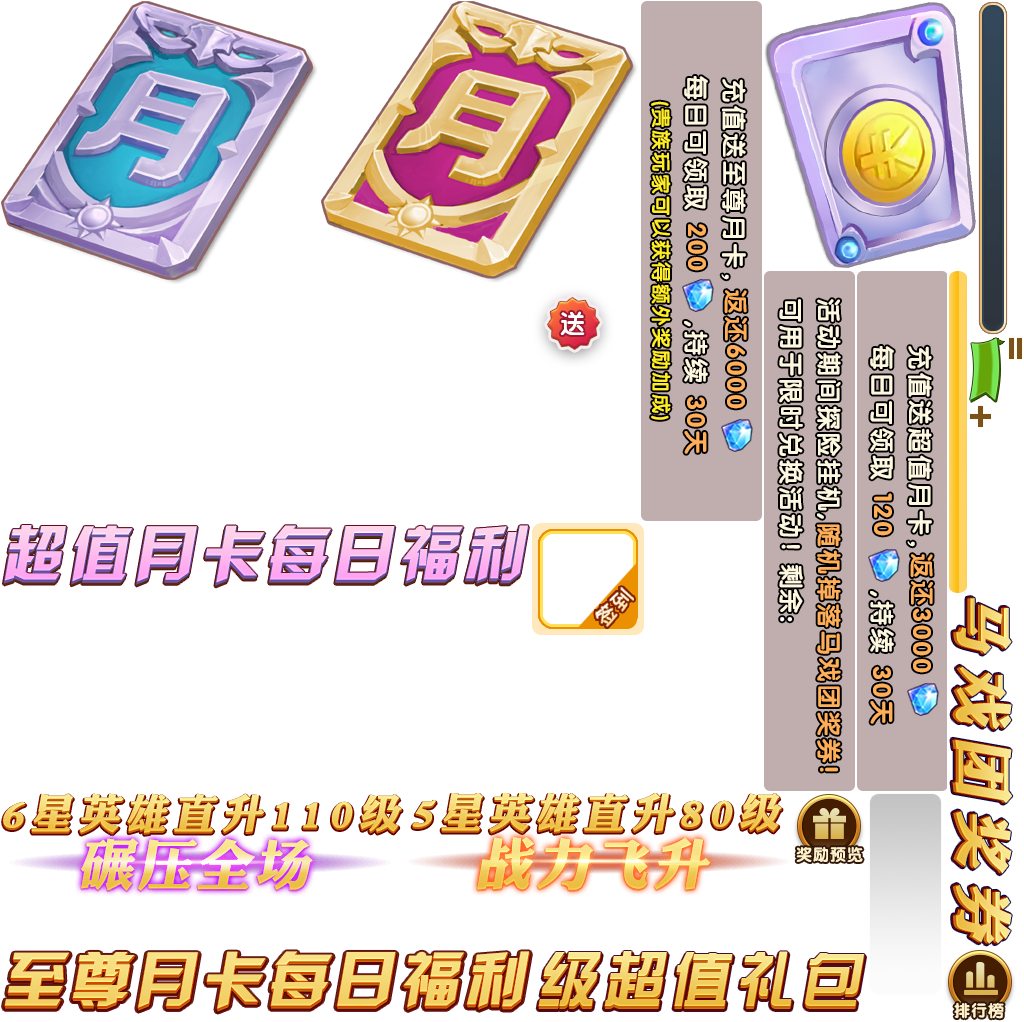 月
月
充值送至尊月卡，返还6000
每日可领取 200 ,持续 30天
(贵族玩家可以获得额外奖励加成)
送
活动期间探险挂机,随机掉落马戏团奖券!
可用于限时兑换活动! 剩余:
充值送超值月卡,返还3000
每日可领取 120 ,持续 30天
超值月卡每日福利
签到
马戏团奖券
6星英雄直升110级
碾压全场
5星英雄直升80级
战力飞升
奖励预览
至尊月卡每日福利
级超值礼包
排行榜